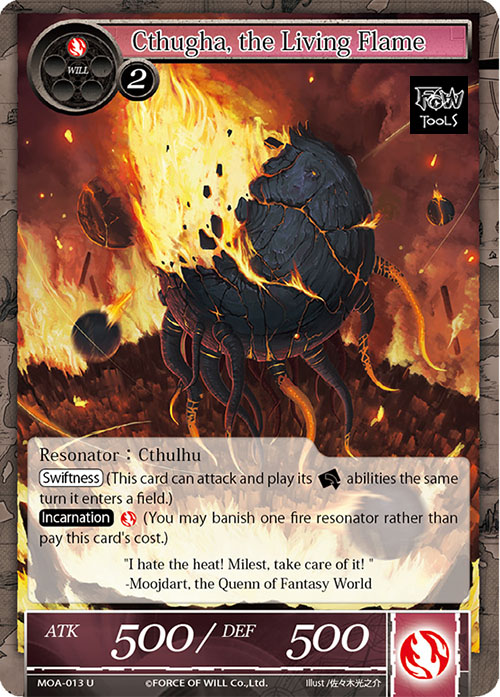 Cthugha, the Living Flame
WILL
2
FoW
TOOLS
Resonator : Cthulhu
Swiftness (This card can attack and play its abilities the same
turn it enters a field.)
Incarnation (You may banish one fire resonator rather than
pay this card's cost.)
"I hate the heat! Milest, take care of it! "
-Moojdart, the Quenn of Fantasy World
ATK 500/ DEF 500
MOA-013 U ©FORCE OF WILL Co.,Ltd. Illust/佐々木光之介